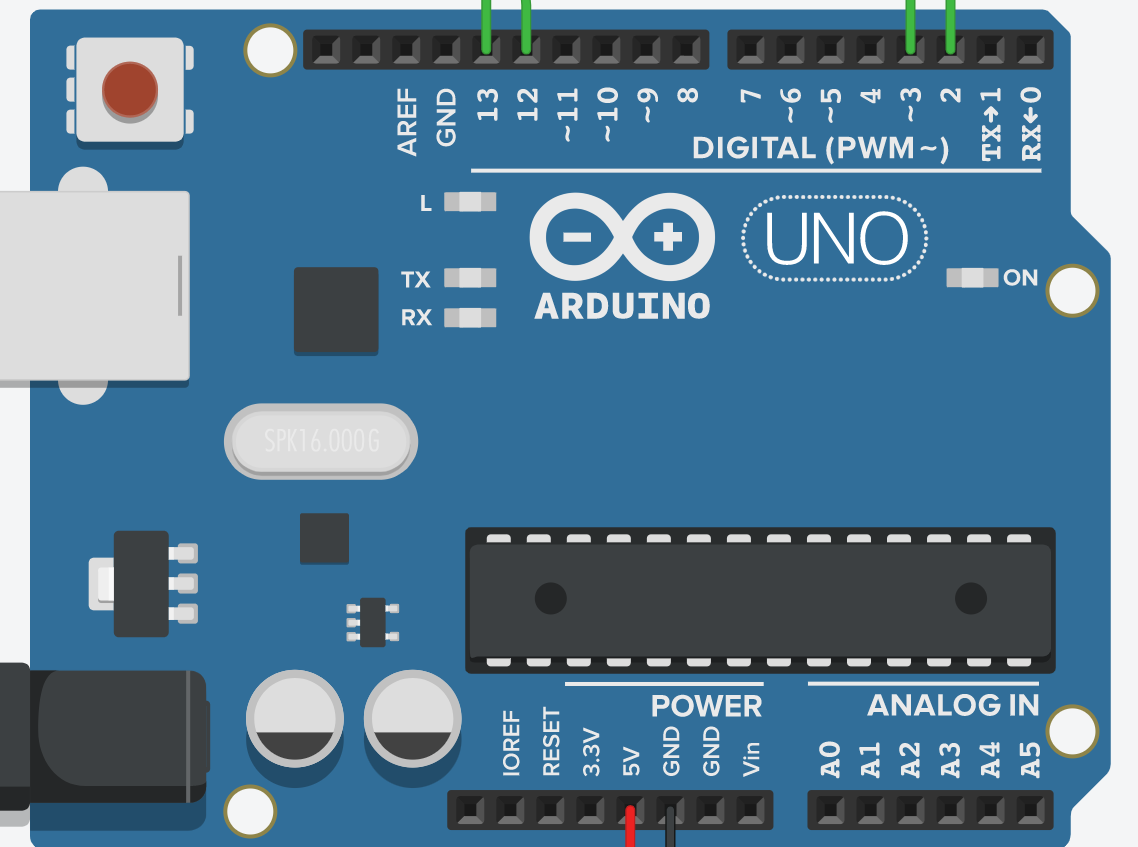 AREF
GND
13
12
~11
~10
~9
8
7
~6
~5
4
~3
2
TX→1
RX←0
DIGITAL (PWM~)
L
TX
RX
ARDUINO
UNO
ON
SPK16.000G
POWER
ANALOG IN
IOREF
RESET
3.3V
5V
GND
GND
Vin
A0
A1
A2
A3
A4
A5